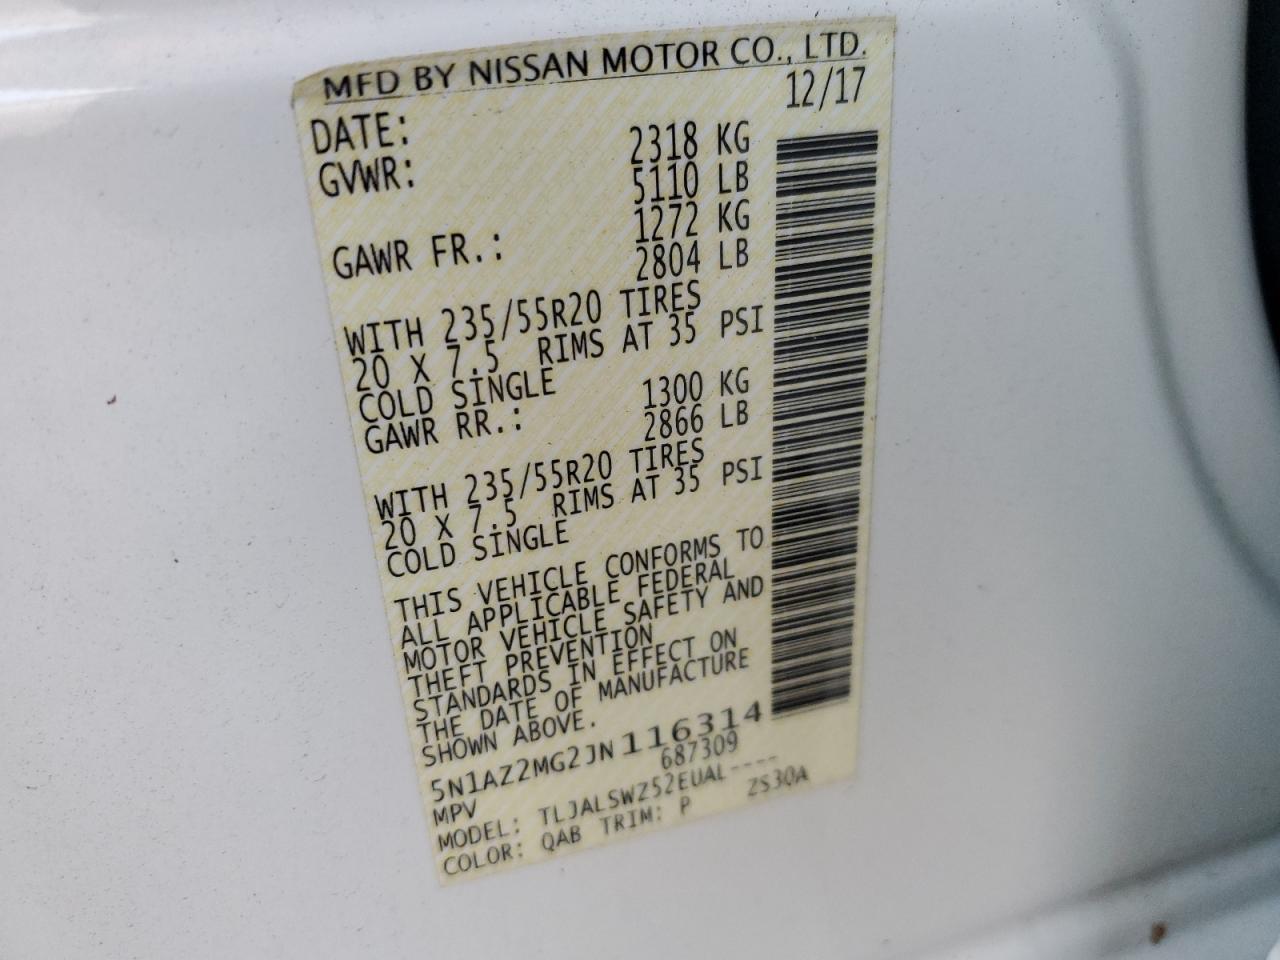 MFD BY NISSAN MOTOR CO., LTD.
DATE: 12/17
GVWR: 2318 KG
5110 LB
GAWR FR.: 1272 KG
2804 LB
WITH 235/55R20 TIRES
20 X 7.5 RIMS AT 35 PSI
COLD SINGLE
GAWR RR.: 1300 KG
2866 LB
WITH 235/55R20 TIRES
20 X 7.5 RIMS AT 35 PSI
COLD SINGLE
THIS VEHICLE CONFORMS TO
ALL APPLICABLE FEDERAL
MOTOR VEHICLE SAFETY AND
THEFT PREVENTION
STANDARDS IN EFFECT ON
THE DATE OF MANUFACTURE
SHOWN ABOVE.
5N1AZ2MG2JN116314
MPV 687309
MODEL: TLJALSWZ52EUAL----
COLOR: QAB TRIM: P ZS30A